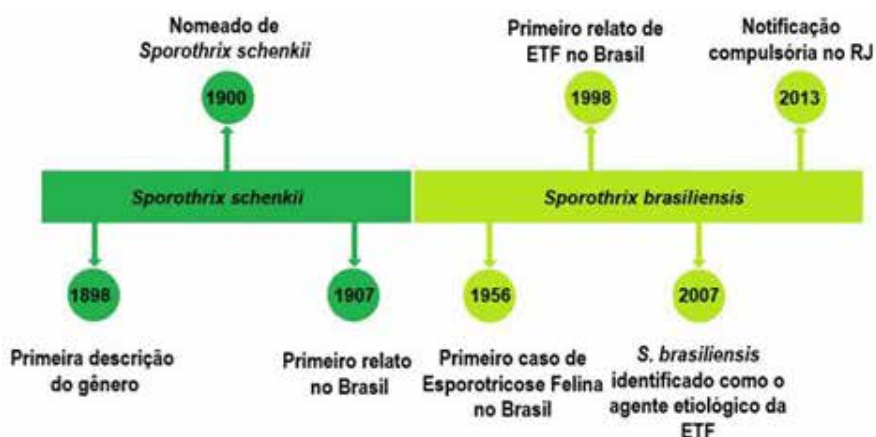 Nomeado de
Sporothrix schenkii
1900
Primeiro relato de
ETF no Brasil
1998
Notificação
compulsória no RJ
2013
Sporothrix schenkii
Sporothrix brasiliensis
1898
Primeira descrição
do gênero
1907
Primeiro relato
no Brasil
1956
Primeiro caso de
Esporotricose Felina
no Brasil
2007
S. brasiliensis
identificado como o
agente etiológico da
ETF